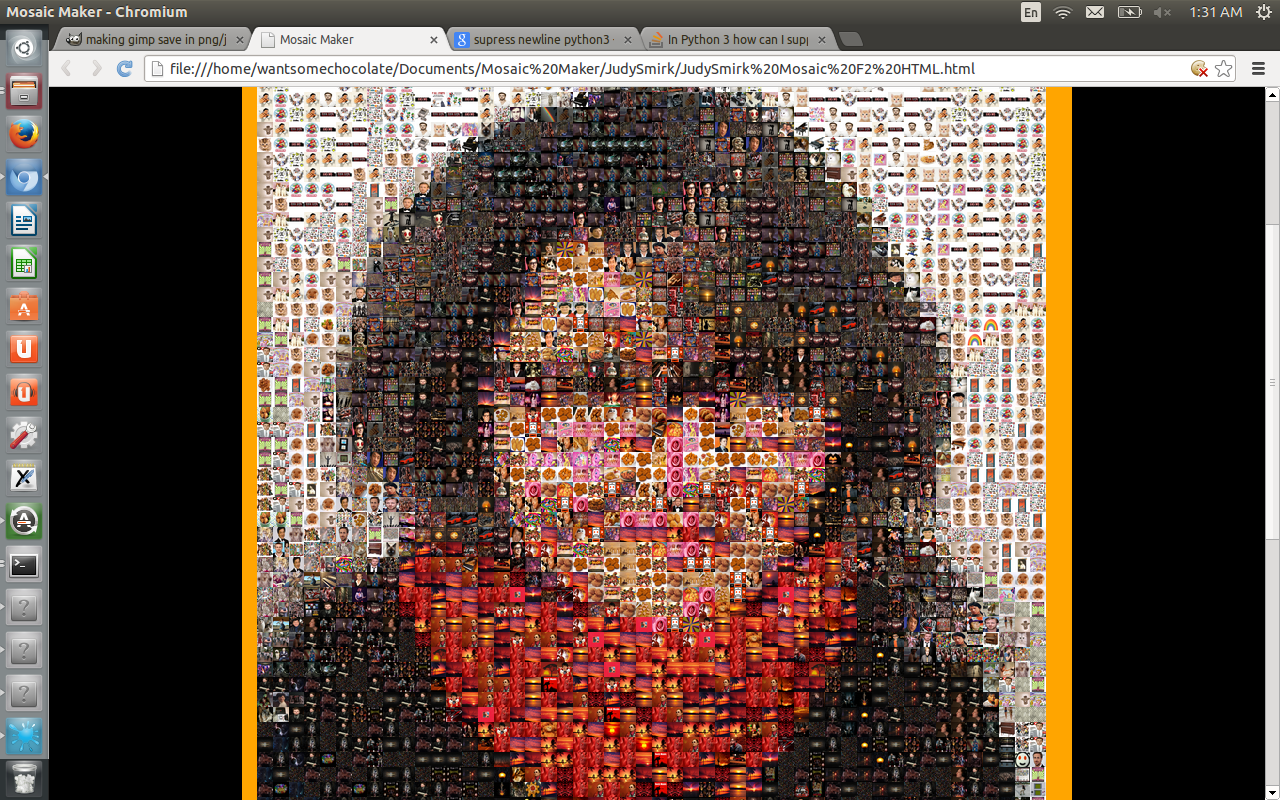 Mosaic Maker - Chromium
En
1:31 AM
making gimp save in png/j
Mosaic Maker
supress newline python3 -
In Python 3 how can I supp
file:///home/wantsomechocolate/Documents/Mosaic%20Maker/JudySmirk/JudySmirk%20Mosaic%20F2%20HTML.html